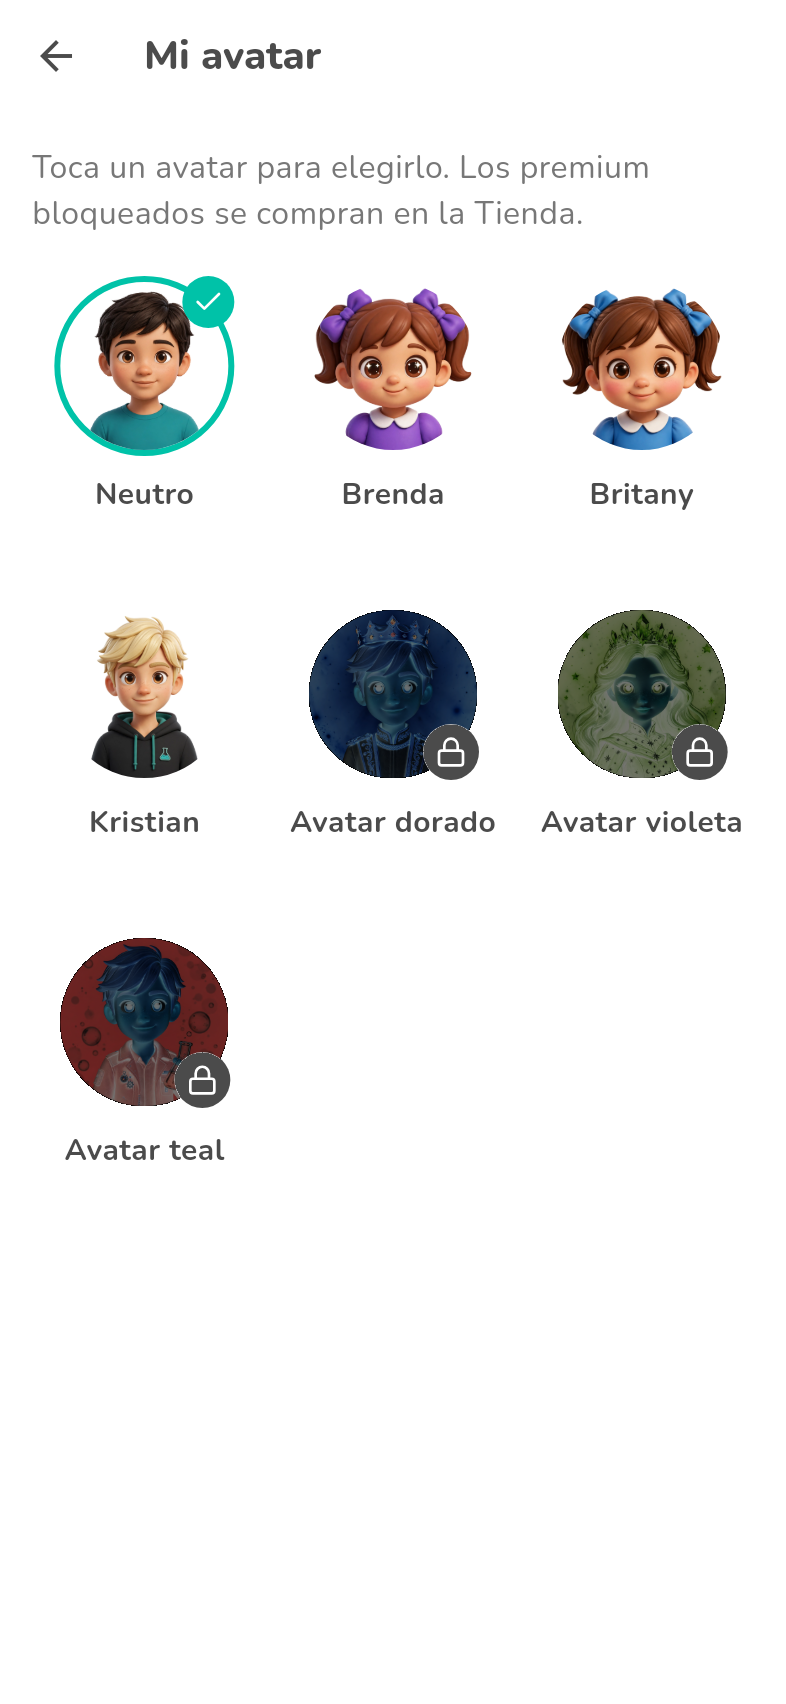 Mi avatar
Toca un avatar para elegirlo. Los premium
bloqueados se compran en la Tienda.
Neutro
Brenda
Britany
Kristian
Avatar dorado
Avatar violeta
Avatar teal